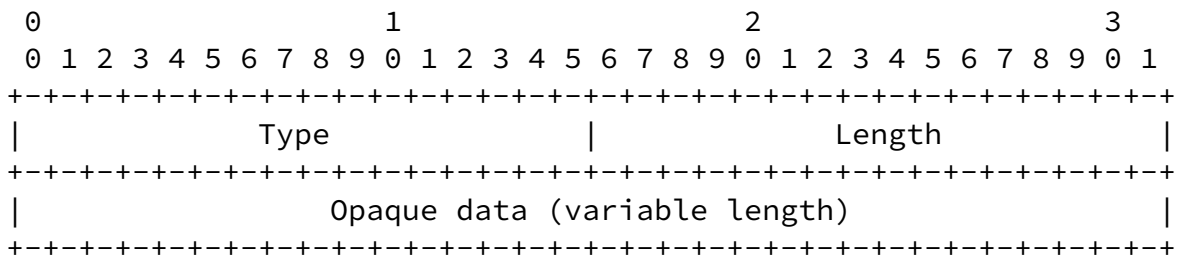 0                   1                   2                   3
 0 1 2 3 4 5 6 7 8 9 0 1 2 3 4 5 6 7 8 9 0 1 2 3 4 5 6 7 8 9 0 1
+-+-+-+-+-+-+-+-+-+-+-+-+-+-+-+-+-+-+-+-+-+-+-+-+-+-+-+-+-+-+-+-+
|             Type              |             Length            |
+-+-+-+-+-+-+-+-+-+-+-+-+-+-+-+-+-+-+-+-+-+-+-+-+-+-+-+-+-+-+-+-+
|                 Opaque data (variable length)                 |
+-+-+-+-+-+-+-+-+-+-+-+-+-+-+-+-+-+-+-+-+-+-+-+-+-+-+-+-+-+-+-+-+